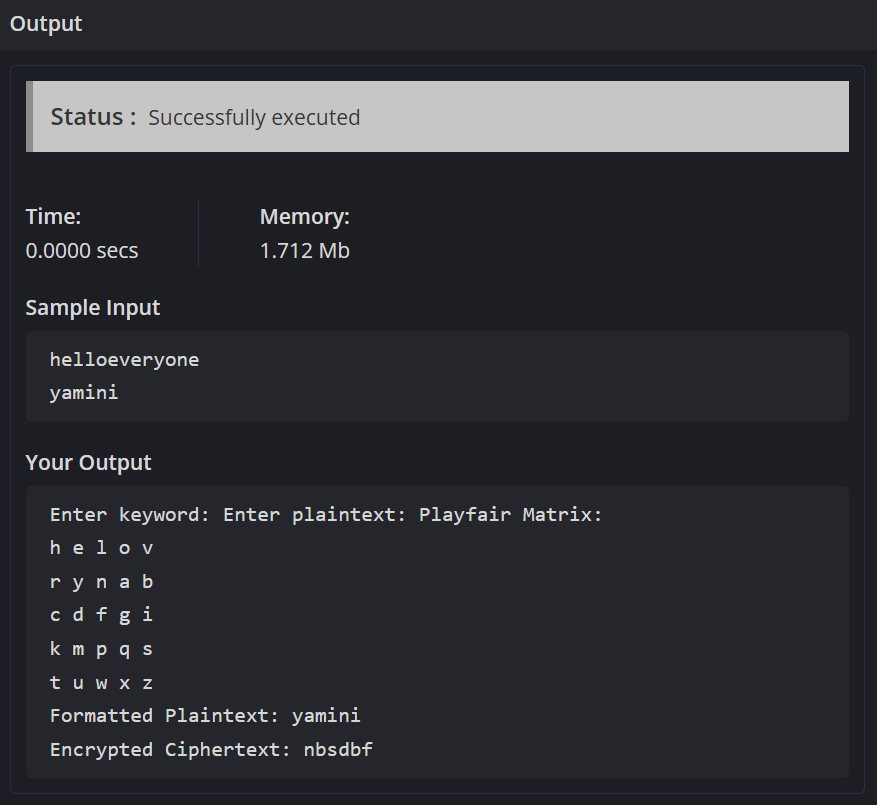 Output
Status : Successfully executed
Time: Memory:
0.0000 secs 1.712 Mb
Sample Input
helloeveryone
yamini
Your Output
Enter keyword: Enter plaintext: Playfair Matrix:
h e l o v
r y n a b
c d f g i
k m p q s
t u w x z
Formatted Plaintext: yamini
Encrypted Ciphertext: nbsdbf